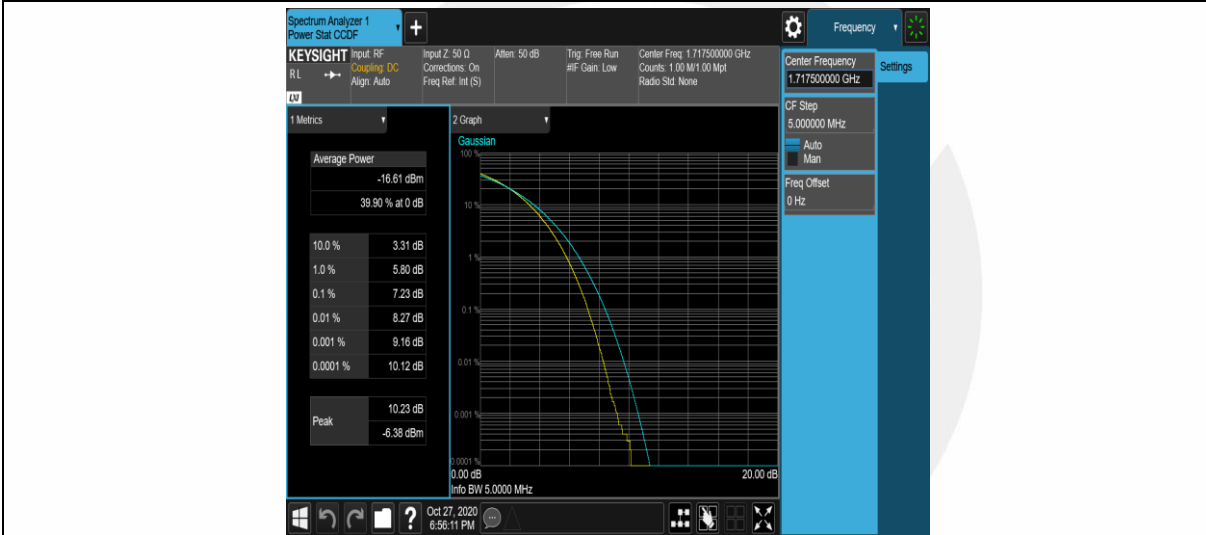 Spectrum Analyzer 1
Power Stat CCDF
+
Frequency
KEYSIGHT
R L
LXI
Input: RF
Coupling: DC
Align: Auto
Input Z: 50 Ω
Corrections: On
Freq Ref: Int (S)
Atten: 50 dB
Trig: Free Run
#IF Gain: Low
Center Freq: 1.717500000 GHz
Counts: 1.00 M/1.00 Mpt
Radio Std: None
Center Frequency
1.717500000 GHz
Settings
CF Step
5.000000 MHz
Auto
Man
Freq Offset
0 Hz
1 Metrics
Average Power
-16.61 dBm
39.90 % at 0 dB
10.0 % 3.31 dB
1.0 % 5.80 dB
0.1 % 7.23 dB
0.01 % 8.27 dB
0.001 % 9.16 dB
0.0001 % 10.12 dB
Peak
10.23 dB
-6.38 dBm
2 Graph
Gaussian
100 %
10 %
1 %
0.1 %
0.01 %
0.001 %
0.0001 %
0.00 dB 20.00 dB
Info BW 5.0000 MHz
?
Oct 27, 2020
6:56:11 PM